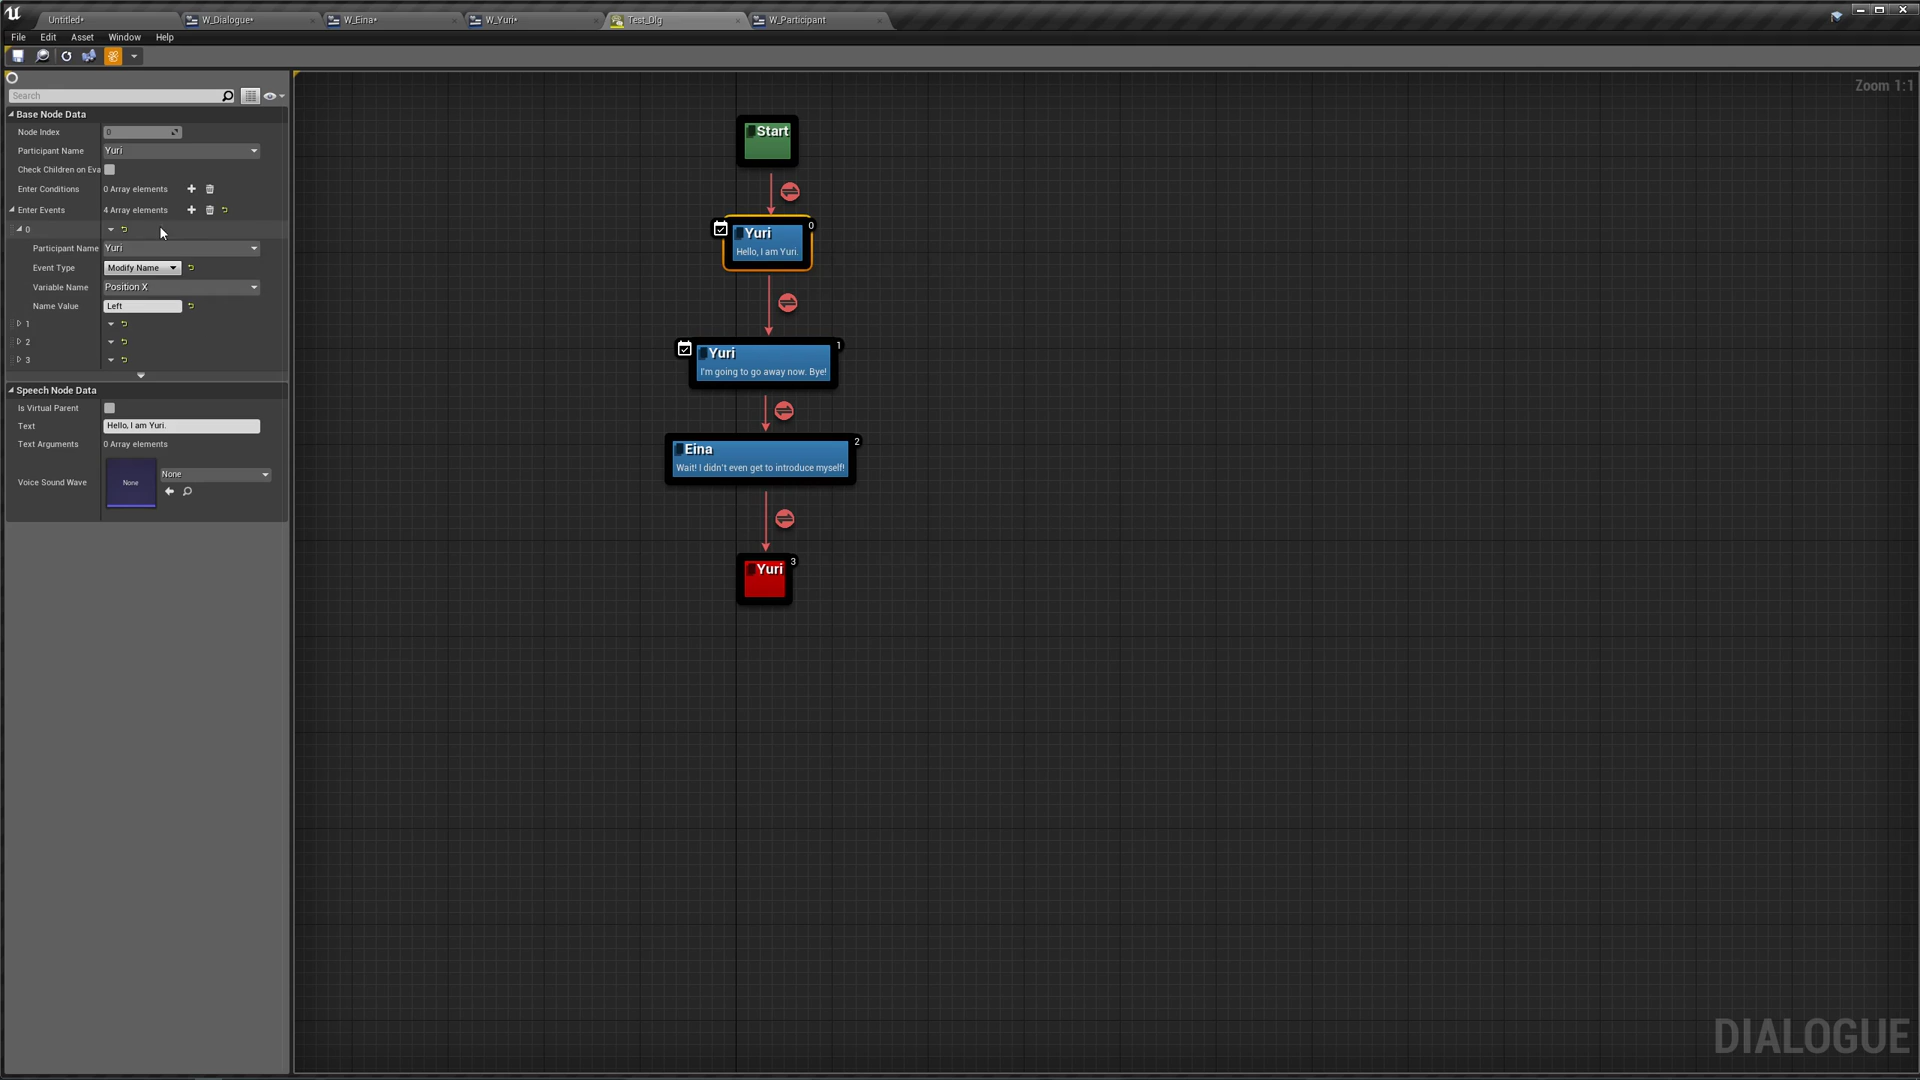 Untitled•
W_Dialogue•
W_Eina•
W_Yuri•
Test_Dlg
W_Participant
File Edit Asset Window Help
Search
Zoom 1:1
Base Node Data
Node Index 0
Participant Name Yuri
Check Children on Eva
Enter Conditions 0 Array elements
Enter Events 4 Array elements
0
Participant Name Yuri
Event Type Modify Name
Variable Name Position X
Name Value Left
1
2
3
Speech Node Data
Is Virtual Parent
Text Hello, I am Yuri.
Text Arguments 0 Array elements
Voice Sound Wave None None
Start
Yuri 0
Hello, I am Yuri.
Yuri 1
I'm going to go away now. Bye!
Eina 2
Wait! I didn't even get to introduce myself!
Yuri 3
DIALOGUE